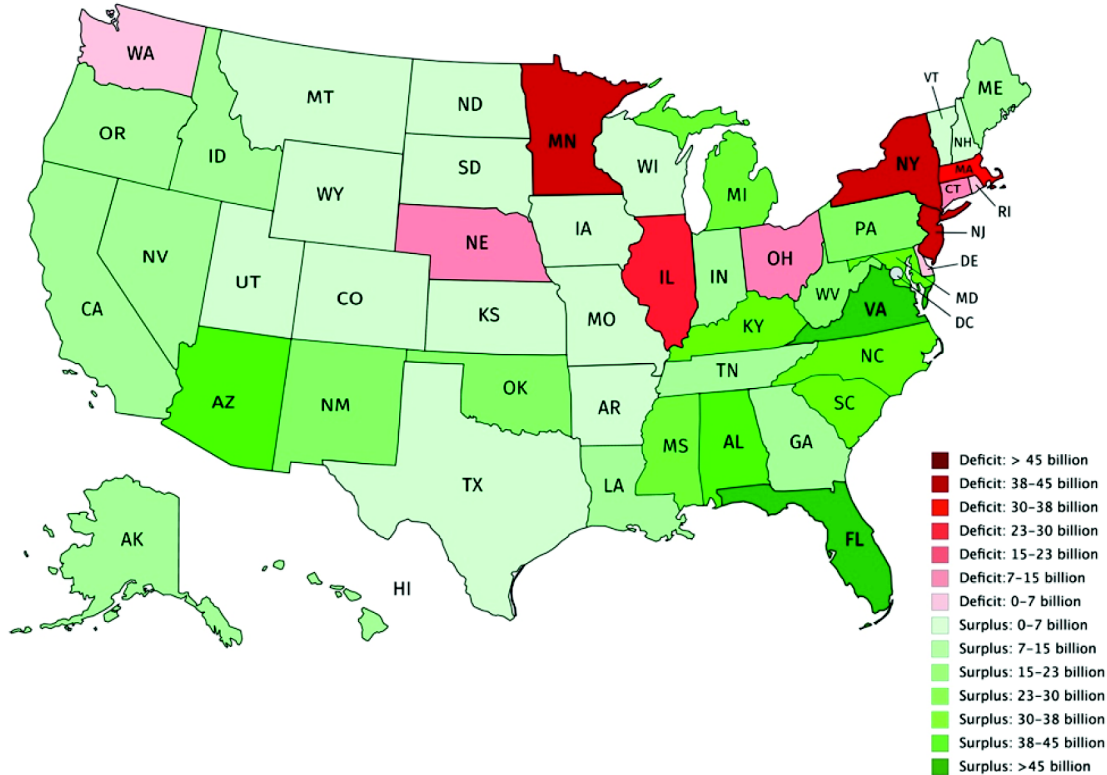 WA
MT
ND
MN
VT
ME
OR
ID
SD
WI
NH
NY
MA
CT
RI
WY
MI
NJ
NE
IA
PA
NV
UT
CO
IL
IN
OH
DE
WV
MD
DC
CA
KS
MO
KY
VA
NC
TN
AZ
NM
OK
AR
SC
MS
AL
GA
TX
LA
AK
FL
HI
Deficit: > 45 billion
Deficit: 38–45 billion
Deficit: 30–38 billion
Deficit: 23–30 billion
Deficit: 15–23 billion
Deficit:7–15 billion
Deficit: 0–7 billion
Surplus: 0–7 billion
Surplus: 7–15 billion
Surplus: 15–23 billion
Surplus: 23–30 billion
Surplus: 30–38 billion
Surplus: 38–45 billion
Surplus: >45 billion